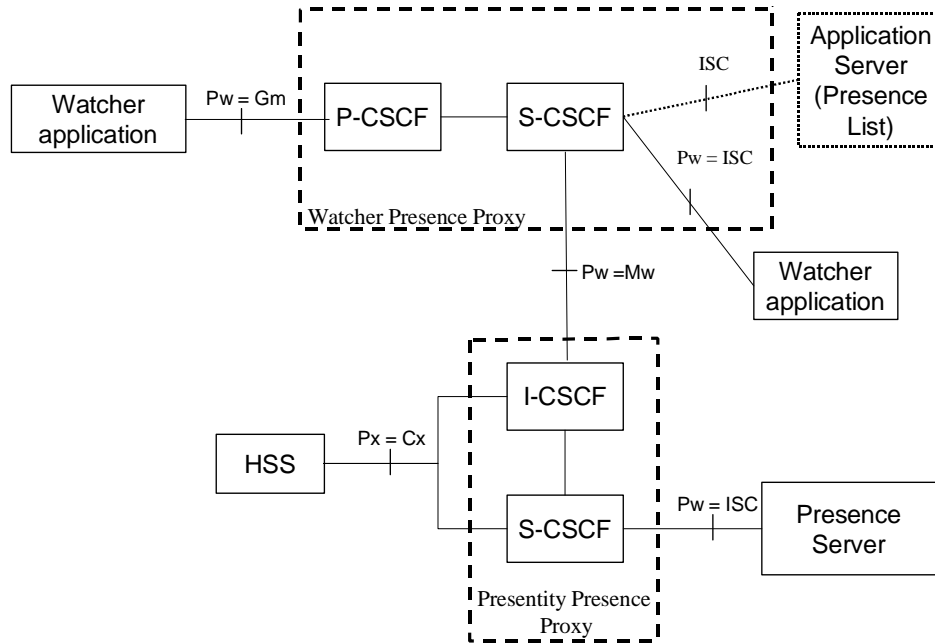 Watcher
application
Pw = Gm
P-CSCF
S-CSCF
ISC
Application
Server
(Presence
List)
Pw = ISC
Watcher Presence Proxy
Watcher
application
Pw =Mw
I-CSCF
HSS
Px = Cx
S-CSCF
Pw = ISC
Presence
Server
Presentity Presence
Proxy